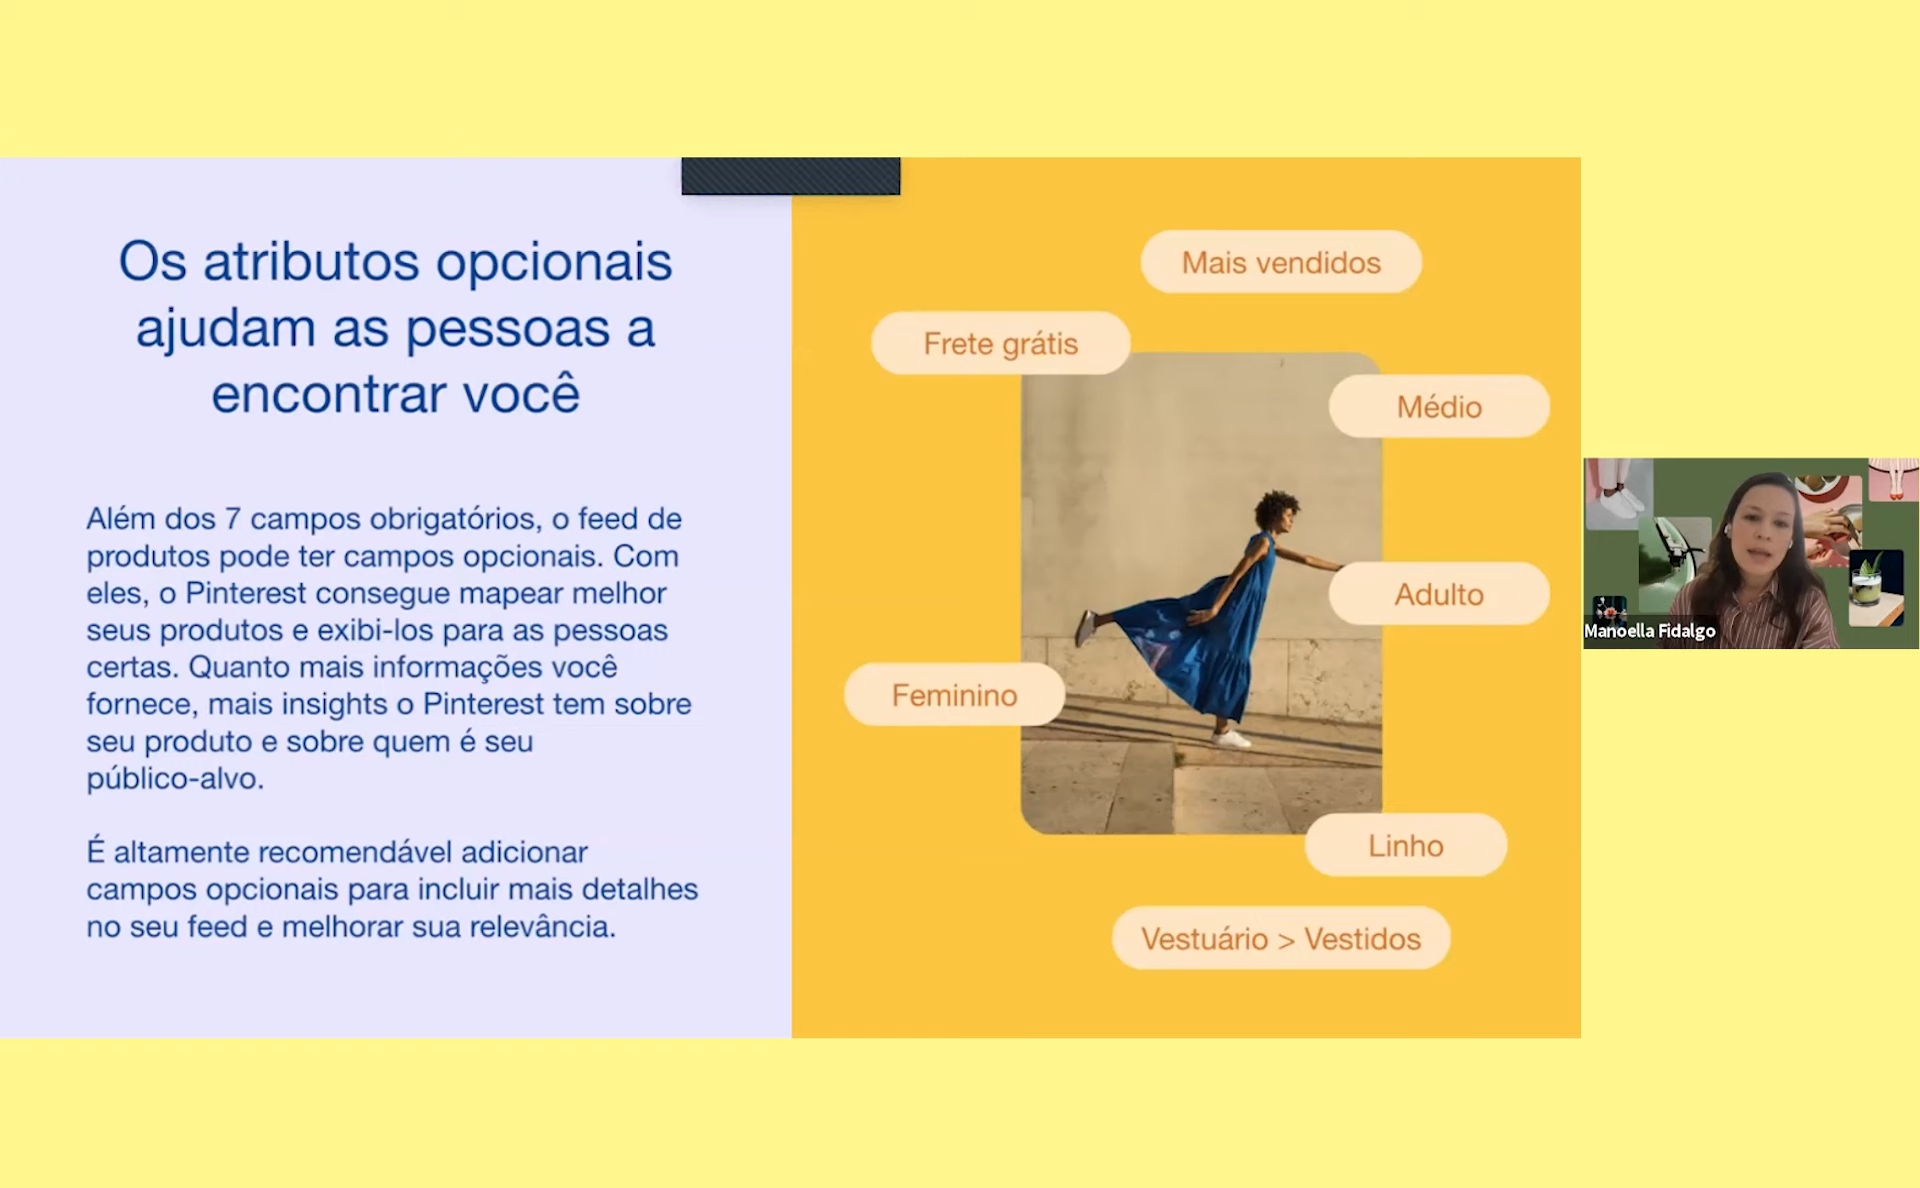 Os atributos opcionais
ajudam as pessoas a
encontrar você
Além dos 7 campos obrigatórios, o feed de
produtos pode ter campos opcionais. Com
eles, o Pinterest consegue mapear melhor
seus produtos e exibi-los para as pessoas
certas. Quanto mais informações você
fornece, mais insights o Pinterest tem sobre
seu produto e sobre quem é seu
público-alvo.
É altamente recomendável adicionar
campos opcionais para incluir mais detalhes
no seu feed e melhorar sua relevância.
Mais vendidos
Frete grátis
Médio
Adulto
Feminino
Linho
Vestuário > Vestidos
Manoella Fidalgo